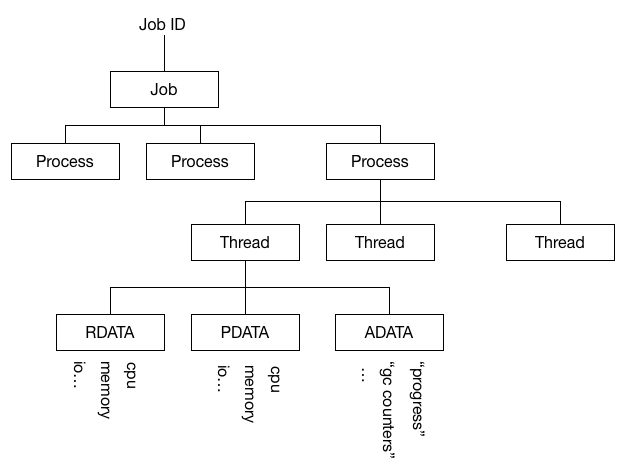 Job ID
Job
Process
Process
Process
Thread
Thread
Thread
RDATA
PDATA
ADATA
cpu
memory
io...
cpu
memory
io...
“progress”
“gc counters”
...